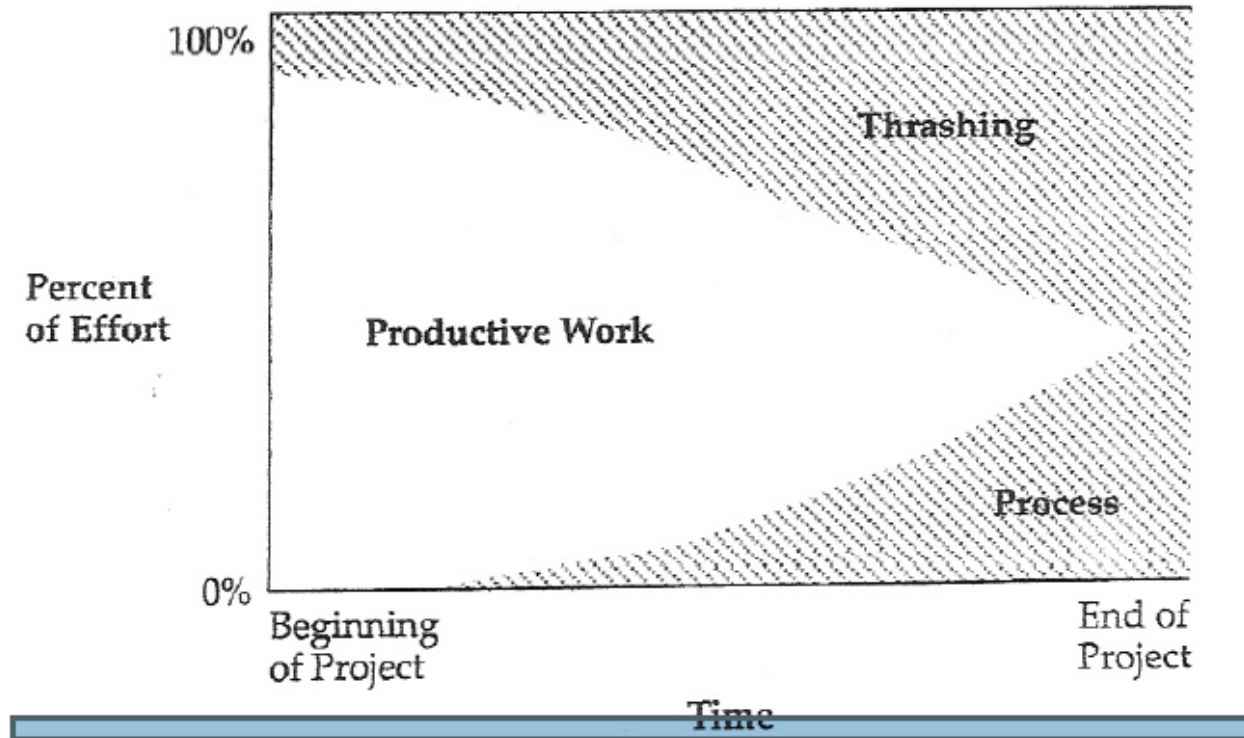 100%
Thrashing
Percent
of Effort
Productive Work
Process
0%
Beginning
of Project
End of
Project
Time